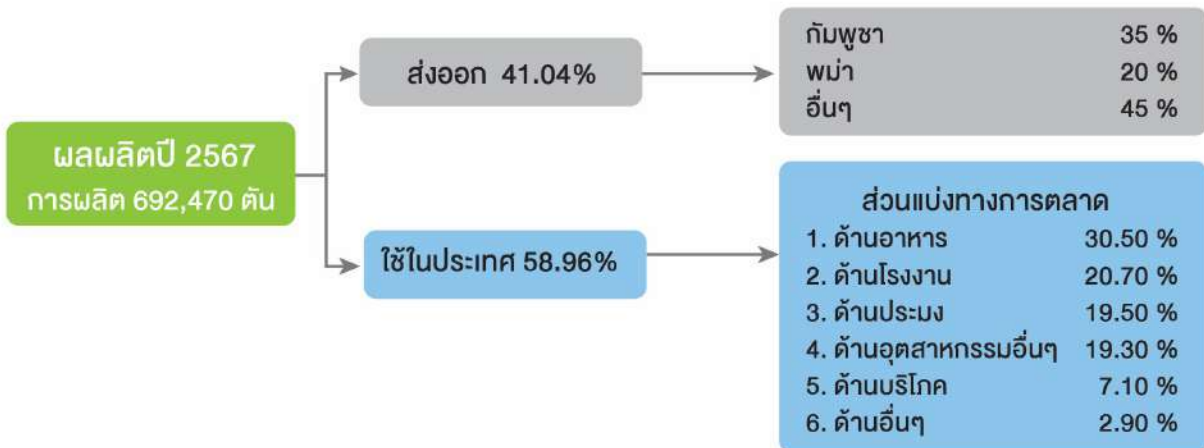 ผลผลิตปี 2567
การผลิต 692,470 ตัน
ส่งออก 41.04%
กัมพูชา 35 %
พม่า 20 %
อื่นๆ 45 %
ใช้ในประเทศ 58.96%
ส่วนแบ่งทางการตลาด
1. ด้านอาหาร 30.50 %
2. ด้านโรงงาน 20.70 %
3. ด้านประมง 19.50 %
4. ด้านอุตสาหกรรมอื่นๆ 19.30 %
5. ด้านบริโภค 7.10 %
6. ด้านอื่นๆ 2.90 %